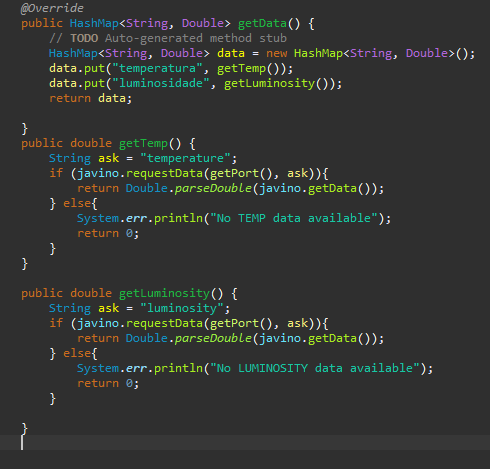 @Override
public HashMap<String, Double> getData() {
    // TODO Auto-generated method stub
    HashMap<String, Double> data = new HashMap<String, Double>();
    data.put("temperatura", getTemp());
    data.put("luminosidade", getLuminosity());
    return data;

}
public double getTemp() {
    String ask = "temperature";
    if (javino.requestData(getPort(), ask)){
        return Double.parseDouble(javino.getData());
    } else{
        System.err.println("No TEMP data available");
        return 0;
    }
}

public double getLuminosity() {
    String ask = "luminosity";
    if (javino.requestData(getPort(), ask)){
        return Double.parseDouble(javino.getData());
    } else{
        System.err.println("No LUMINOSITY data available");
        return 0;
    }

}